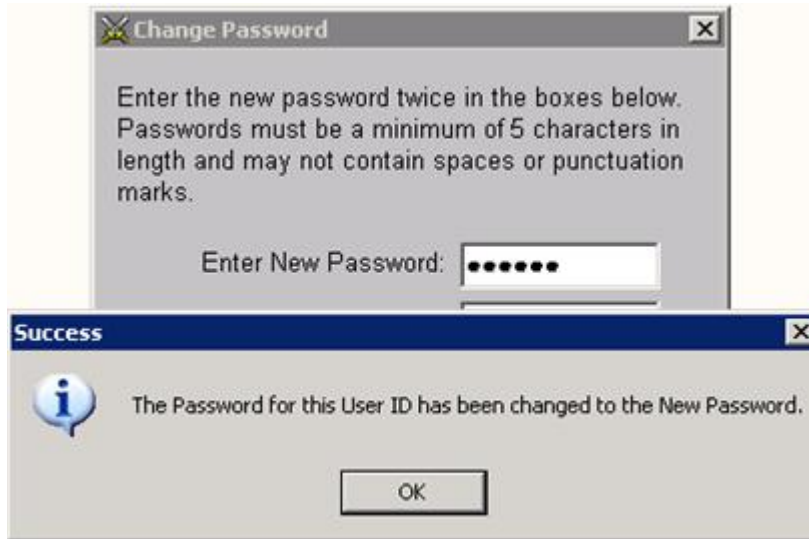 Change Password
Enter the new password twice in the boxes below.
Passwords must be a minimum of 5 characters in
length and may not contain spaces or punctuation
marks.
Enter New Password: ●●●●●●
Success
The Password for this User ID has been changed to the New Password.
OK